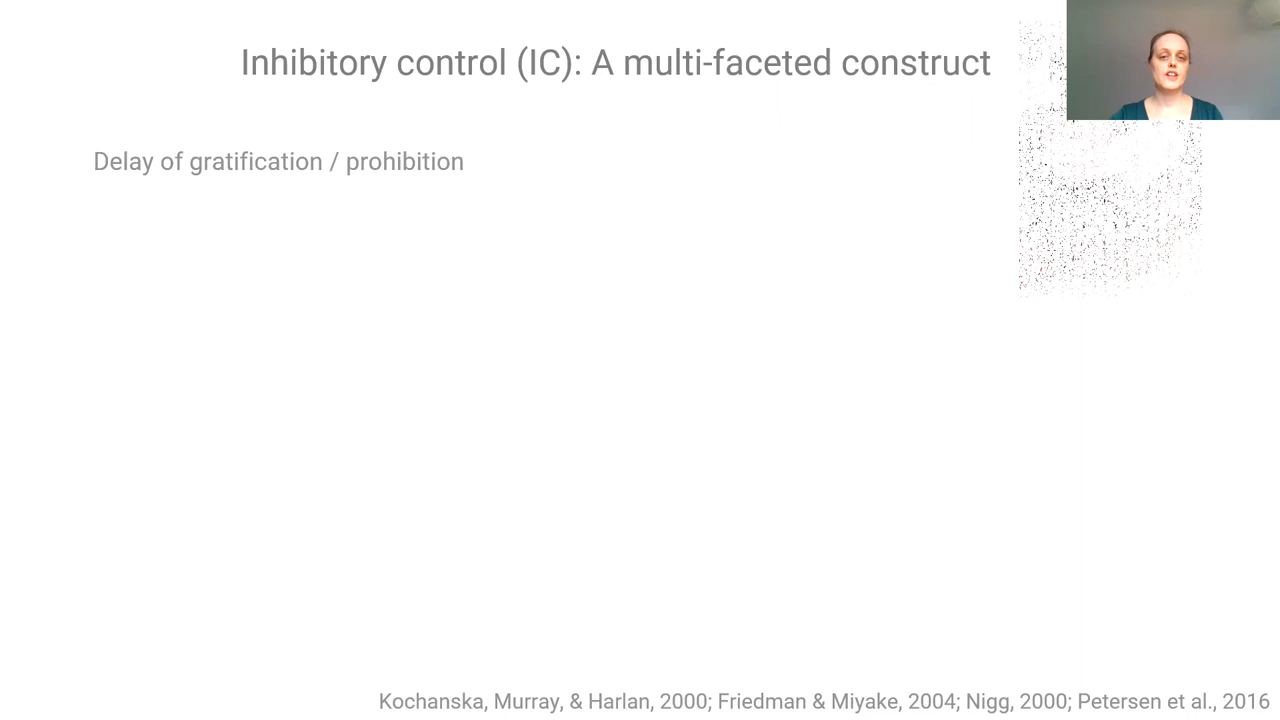 Inhibitory control (IC): A multi-faceted construct
Delay of gratification / prohibition
Kochanska, Murray, & Harlan, 2000; Friedman & Miyake, 2004; Nigg, 2000; Petersen et al., 2016